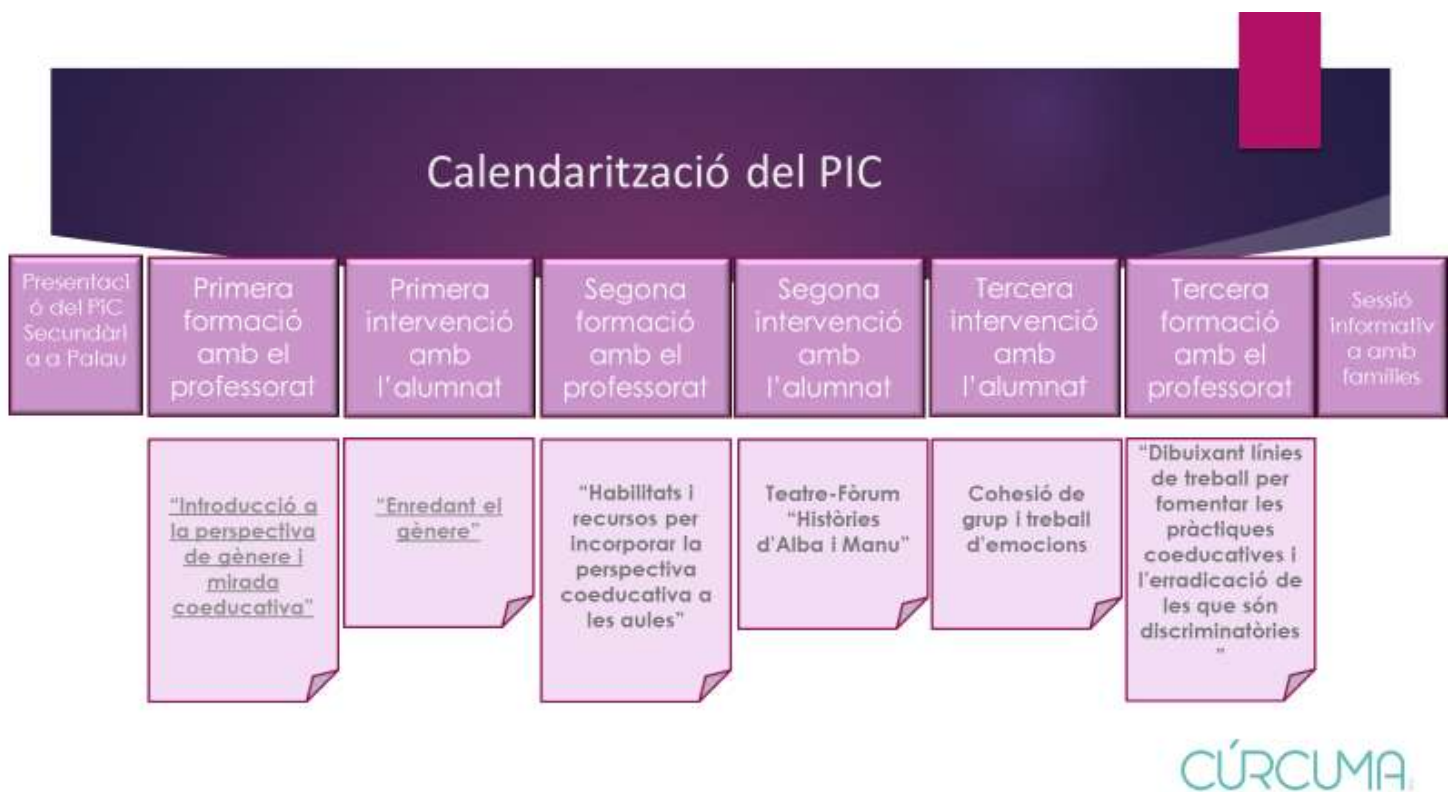 Calendarització del PIC
Presentaci
ó del PIC
Secundàri
a a Palau
Primera
formació
amb el
professorat
Primera
intervenció
amb
l'alumnat
Segona
formació
amb el
professorat
Segona
intervenció
amb
l'alumnat
Tercera
intervenció
amb
l'alumnat
Tercera
formació
amb el
professorat
Sessió
informativ
a amb
famílies
"Introducció a
la perspectiva
de gènere i
mirada
coeducativa"
"Enredant el
gènere"
"Habilitats i
recursos per
incorporar la
perspectiva
coeducativa a
les aules"
Teatre-Fòrum
"Històries
d'Alba i Manu"
Cohesió de
grup i treball
d'emocions
"Dibuixant línies
de treball per
fomentar les
pràctiques
coeducatives i
l'erradicació de
les que són
discriminatòries
"
CÚRCUMA